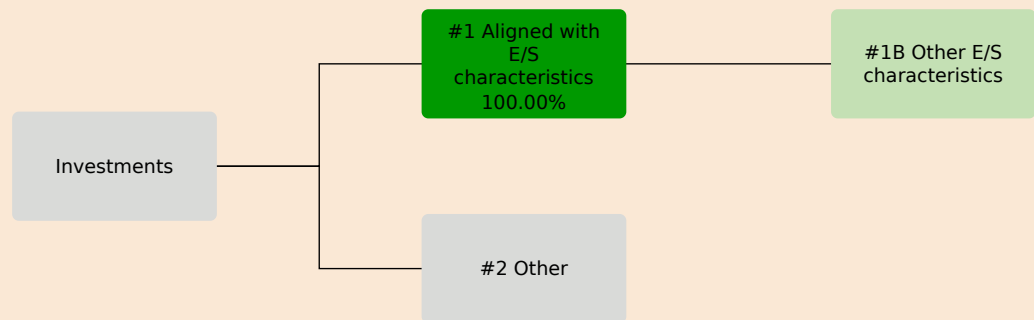 #1 Aligned with
E/S
characteristics
100.00%
#1B Other E/S
characteristics
Investments
#2 Other